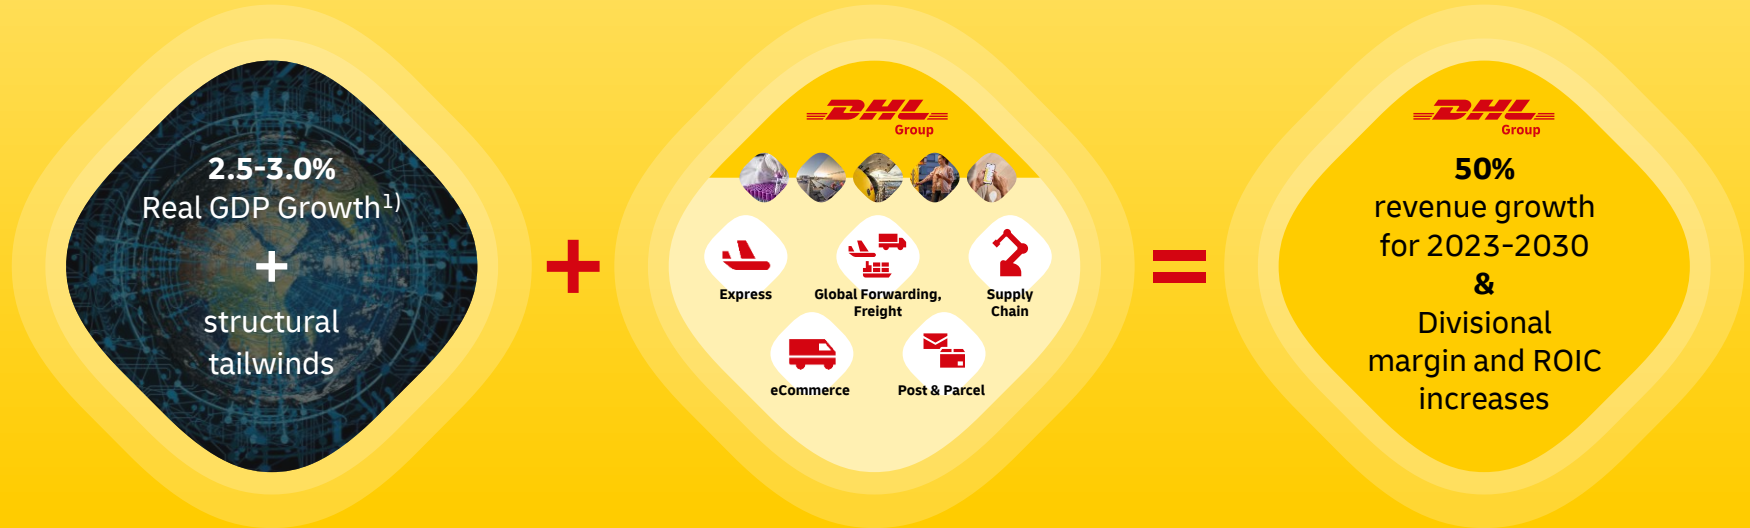 2.5-3.0%
Real GDP Growth¹⁾
+
structural
tailwinds
+
DHL
Group
Express
Global Forwarding,
Freight
Supply
Chain
eCommerce
Post & Parcel
=
DHL
Group
50%
revenue growth
for 2023-2030
&
Divisional
margin and ROIC
increases